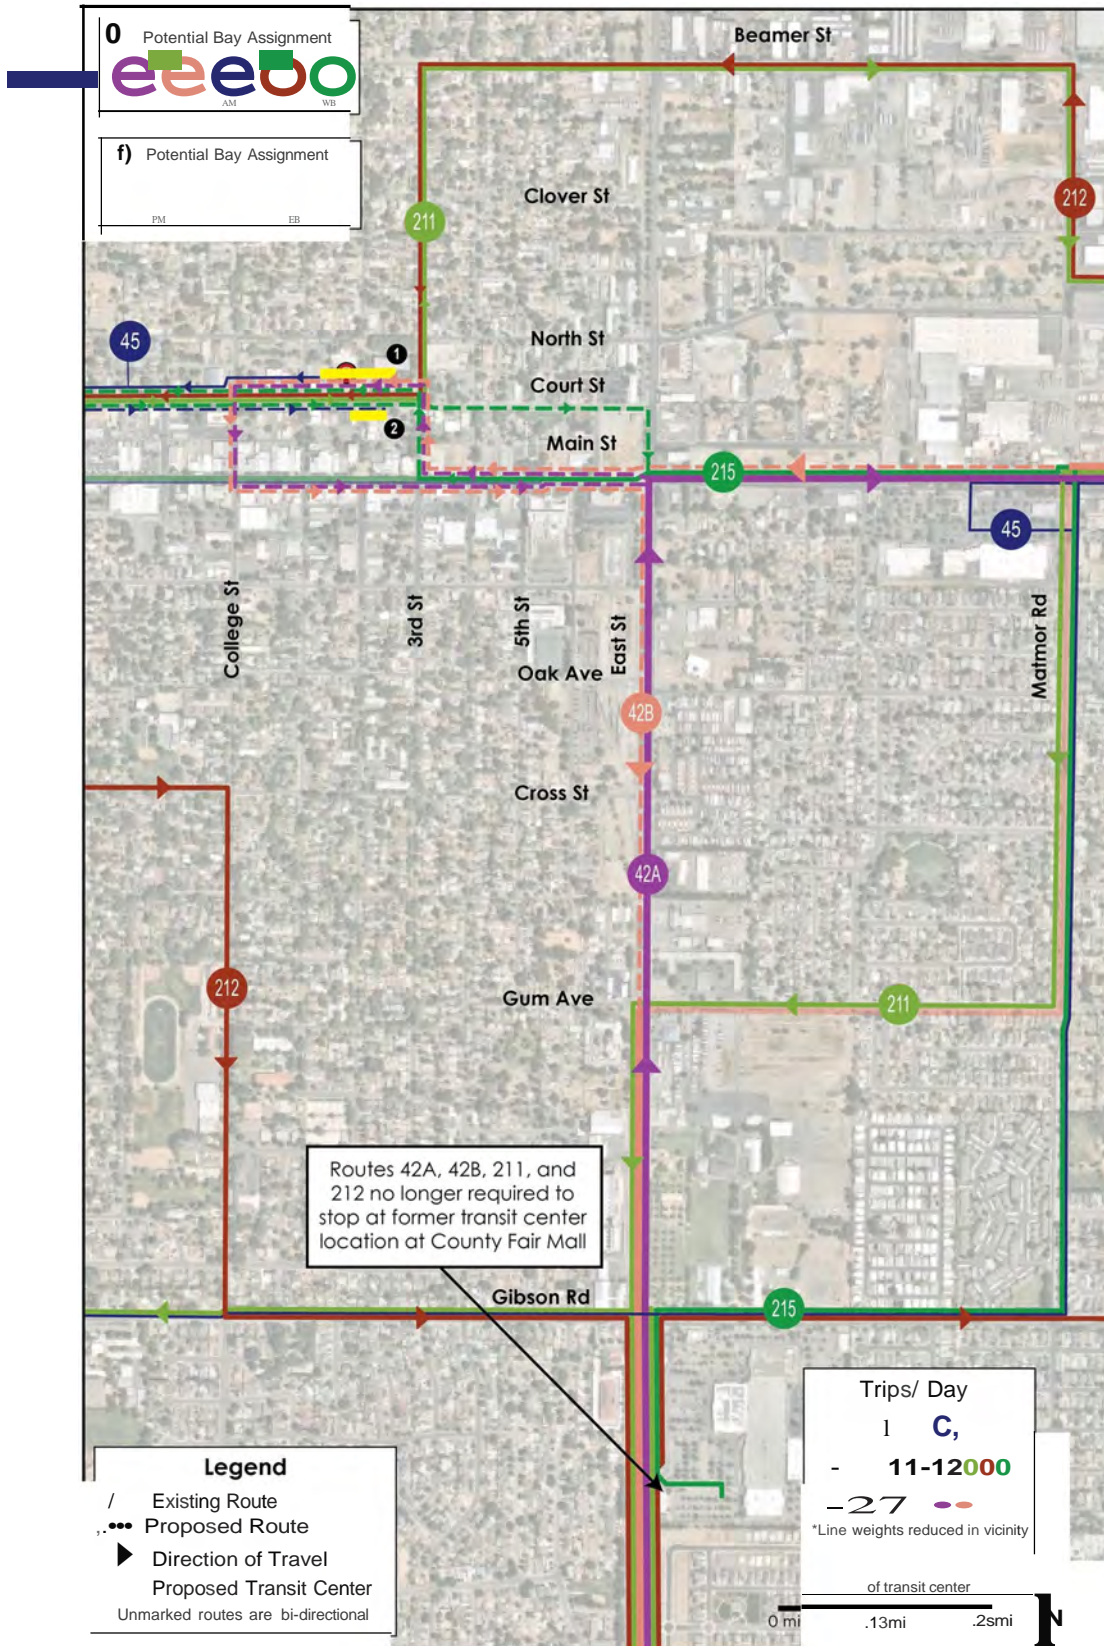 0 Potential Bay Assignment
eeeoo
AM WB
f) Potential Bay Assignment
PM EB
Beamer St
Clover St
212
211
North St
45
1
Court St
2
Main St
215
45
College St
3rd St
5th St
East St
Matmor Rd
Oak Ave
42B
Cross St
42A
212
Gum Ave
211
Routes 42A, 42B, 211, and
212 no longer required to
stop at former transit center
location at County Fair Mall
Gibson Rd
215
Legend
/ Existing Route
,.••• Proposed Route
Direction of Travel
Proposed Transit Center
Unmarked routes are bi-directional
Trips/ Day
1 C,
- 11-12000
-27
*Line weights reduced in vicinity
of transit center
0 mi .13mi .2smi
N